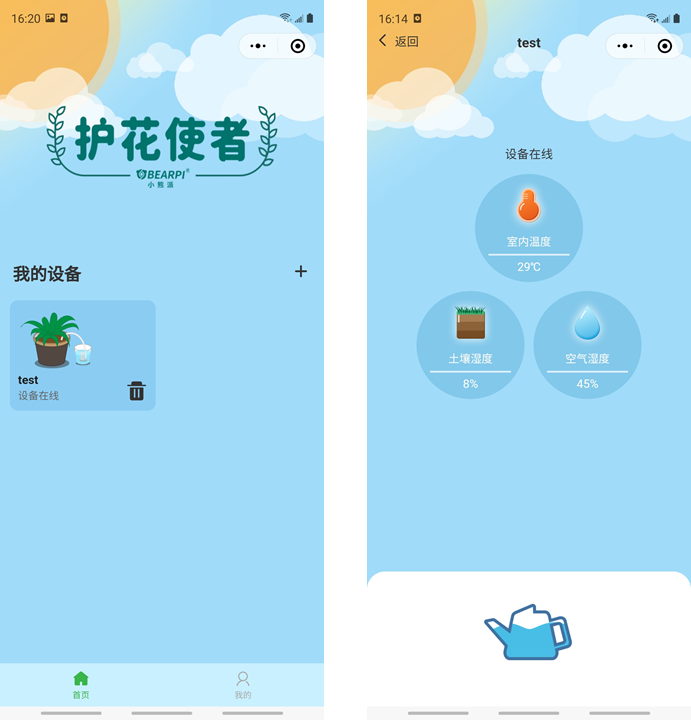 16:20
护花使者
BEARPI®
小熊派
我的设备
+
test
设备在线
首页
我的
16:14
返回
test
设备在线
室内温度
29℃
土壤湿度
8%
空气湿度
45%